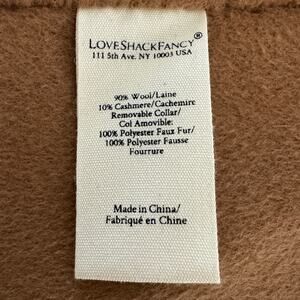 LOVESHACKFANCY®
111 5th Ave. NY 10003 USA
90% Wool/Laine
10% Cashmere/Cachemire
Removable Collar/
Col Amovible:
100% Polyester Faux Fur/
100% Polyester Fausse
Fourrure
Made in China/
Fabriqué en Chine